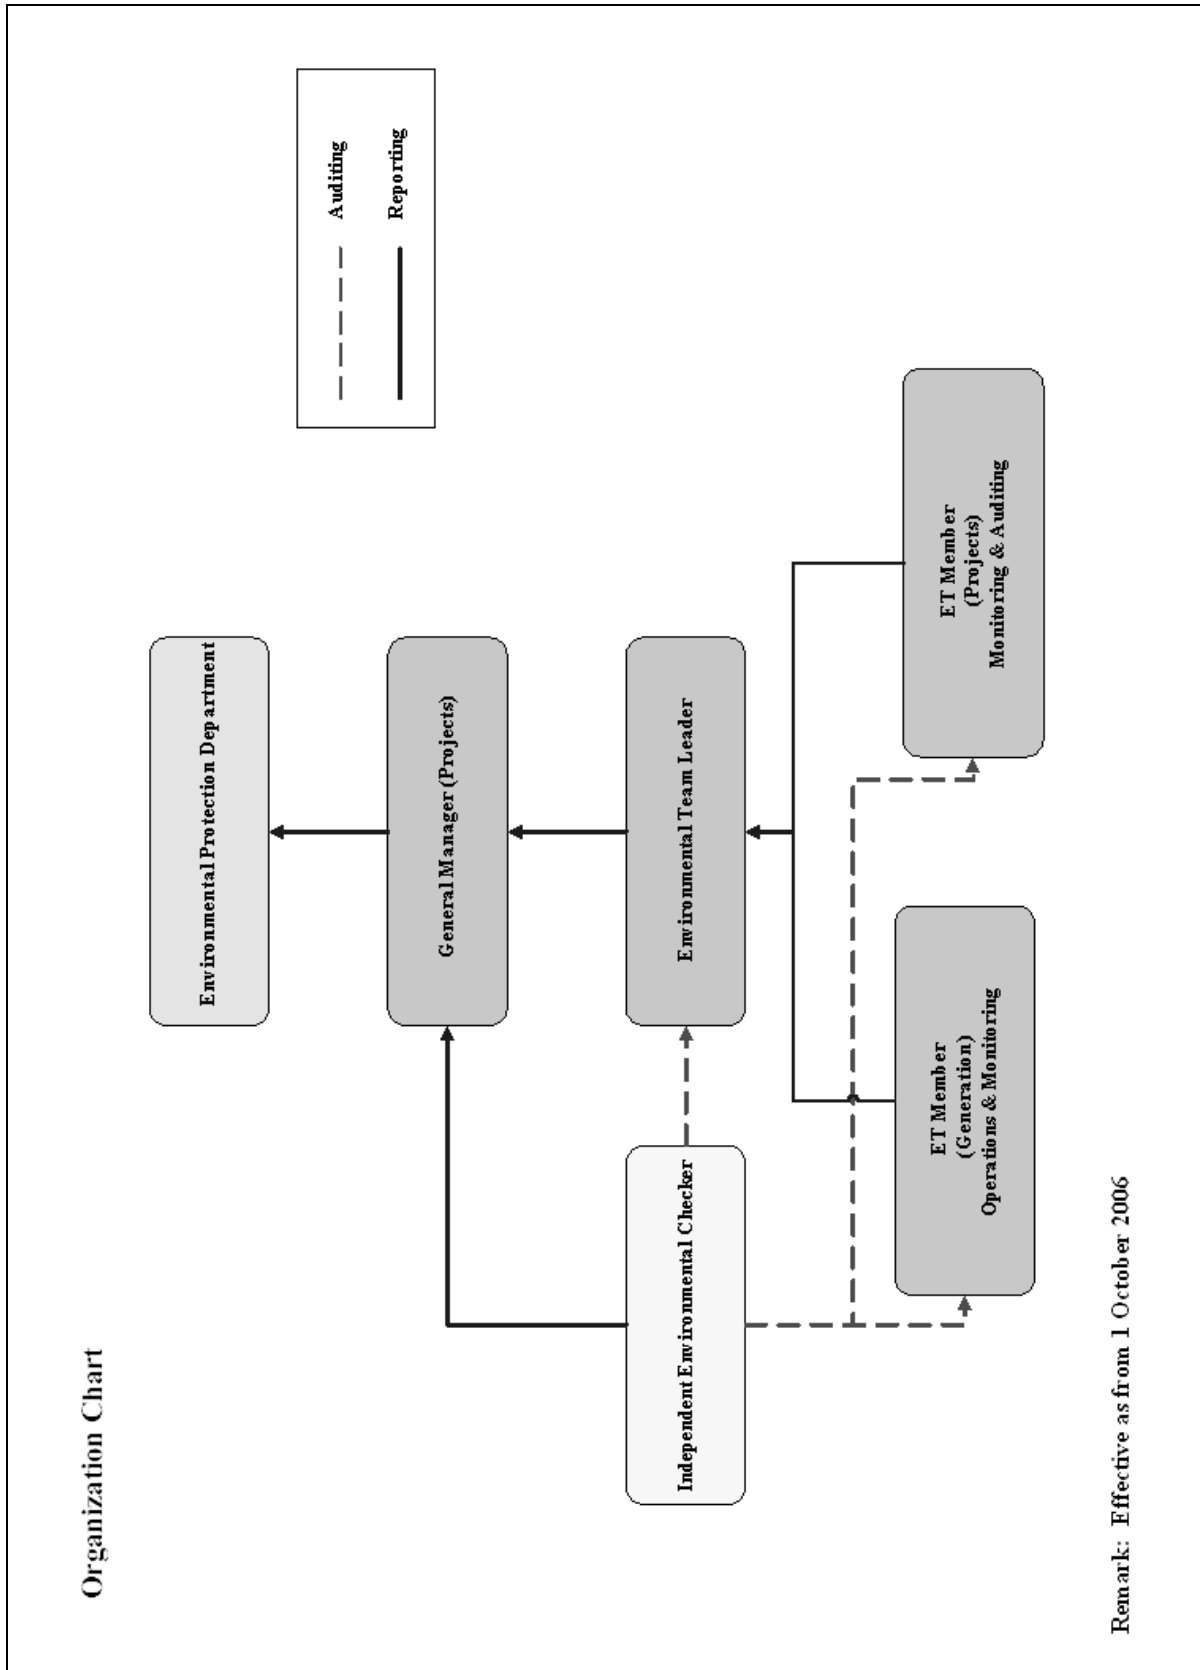 Organization Chart
Environmental Protection Department
Auditing
Reporting
General Manager (Projects)
Independent Environmental Checker
Environmental Team Leader
ET Member
(Generation)
Operations & Monitoring
ET Member
(Projects)
Monitoring & Auditing
Remark: Effective as from 1 October 2006